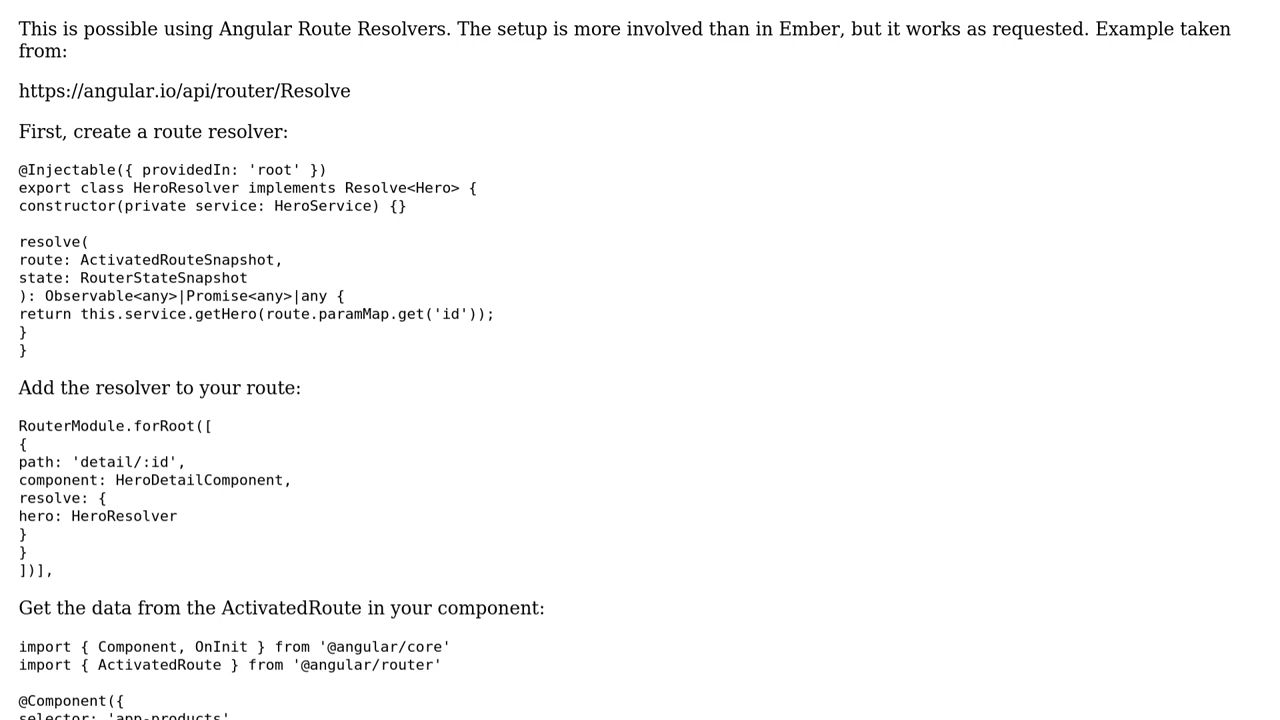 This is possible using Angular Route Resolvers. The setup is more involved than in Ember, but it works as requested. Example taken
from:
https://angular.io/api/router/Resolve
First, create a route resolver:
@Injectable({ providedIn: 'root' })
export class HeroResolver implements Resolve<Hero> {
constructor(private service: HeroService) {}
resolve(
route: ActivatedRouteSnapshot,
state: RouterStateSnapshot
): Observable<any>|Promise<any>|any {
return this.service.getHero(route.paramMap.get('id'));
}
}
Add the resolver to your route:
RouterModule.forRoot([
{
path: 'detail/:id',
component: HeroDetailComponent,
resolve: {
hero: HeroResolver
}
}
])],
Get the data from the ActivatedRoute in your component:
import { Component, OnInit } from '@angular/core'
import { ActivatedRoute } from '@angular/router'
@Component({
selector: 'app-products'